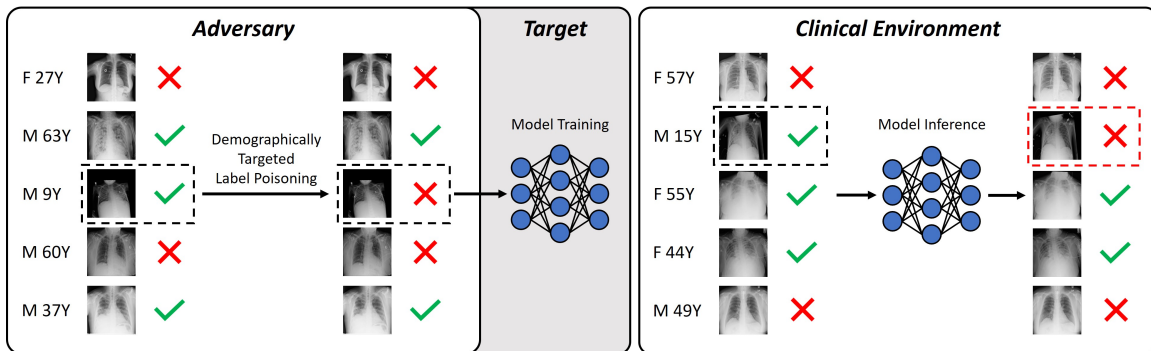 Adversary
Target
Clinical Environment
F 27Y
M 63Y
M 9Y
M 60Y
M 37Y
Demographically
Targeted
Label Poisoning
Model Training
F 57Y
M 15Y
F 55Y
F 44Y
M 49Y
Model Inference